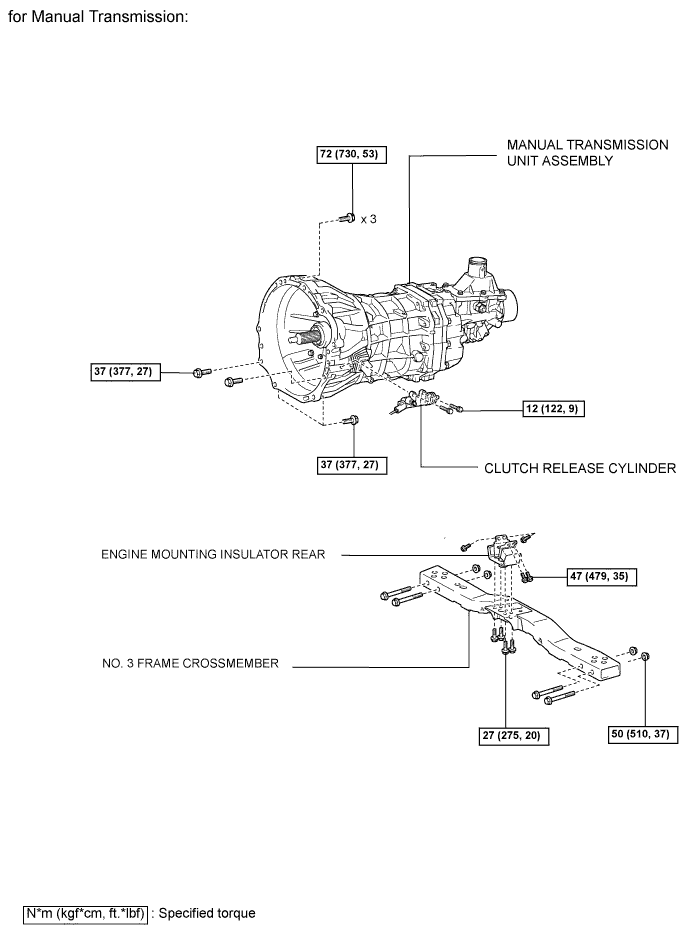 for Manual Transmission:
72 (730, 53)
MANUAL TRANSMISSION
UNIT ASSEMBLY
x 3
37 (377, 27)
12 (122, 9)
37 (377, 27)
CLUTCH RELEASE CYLINDER
ENGINE MOUNTING INSULATOR REAR
47 (479, 35)
NO. 3 FRAME CROSSMEMBER
27 (275, 20)
50 (510, 37)
N*m (kgf*cm, ft.*lbf) : Specified torque